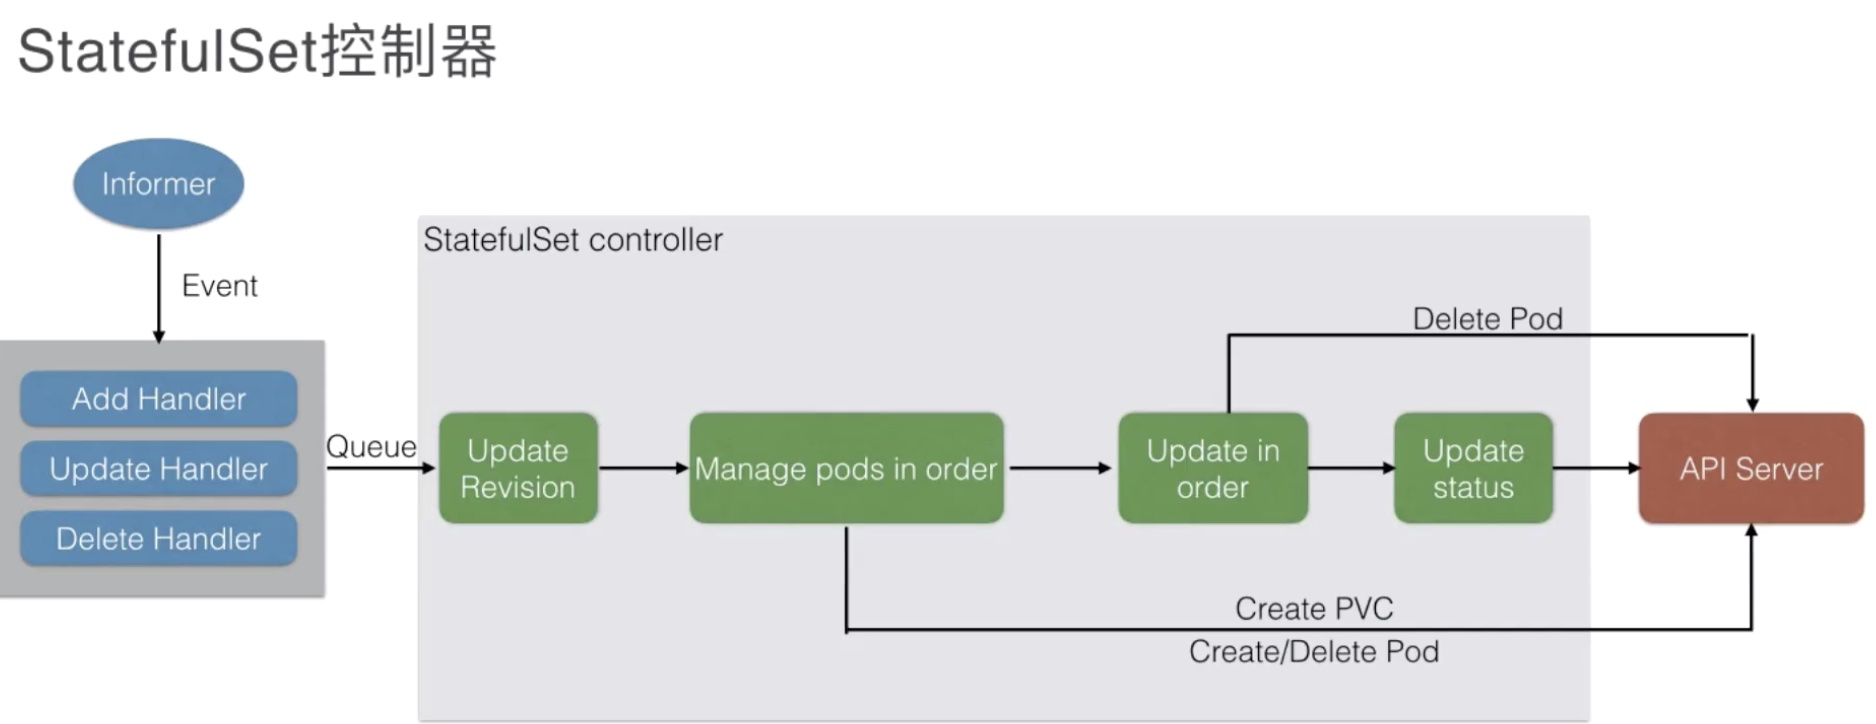 StatefulSet控制器
Informer
Event
Add Handler
Update Handler
Delete Handler
Queue
StatefulSet controller
Update
Revision
Manage pods in order
Update in
order
Update
status
Delete Pod
API Server
Create PVC
Create/Delete Pod